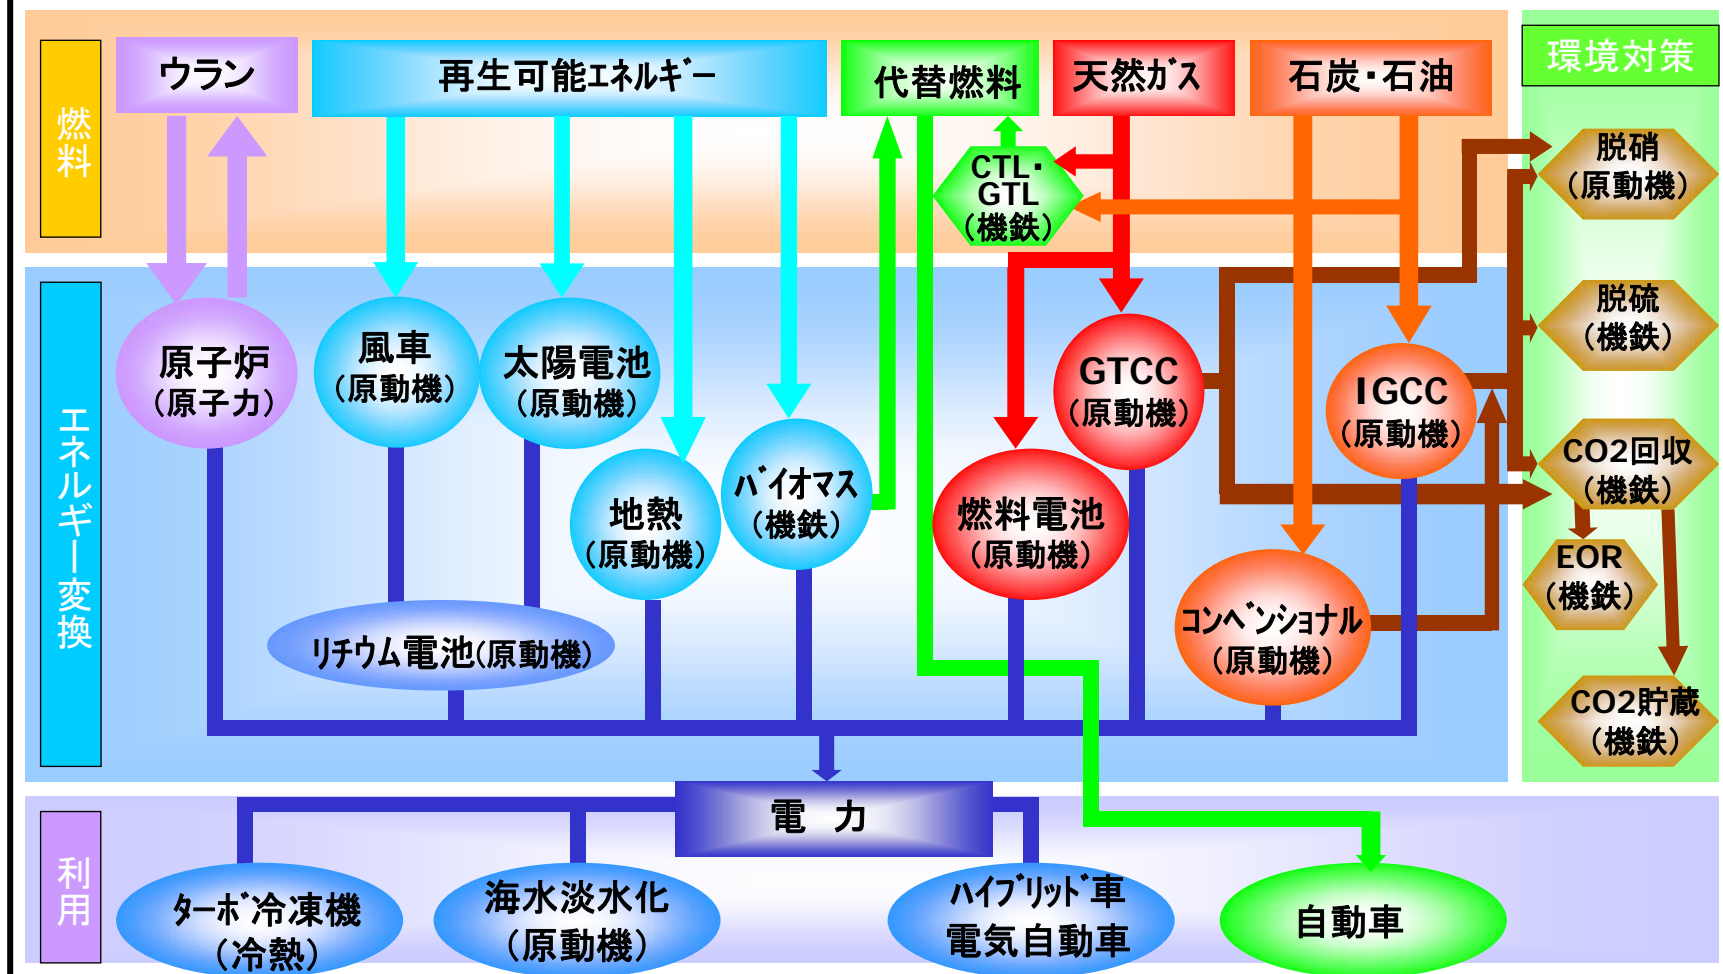 燃料
ウラン
再生可能ｴﾈﾙｷﾞｰ
代替燃料
天然ｶﾞｽ
石炭・石油
環境対策
CTL・
GTL
(機鉄)
脱硝
(原動機)
脱硫
(機鉄)
CO2回収
(機鉄)
EOR
(機鉄)
CO2貯蔵
(機鉄)
エネルギー変換
原子炉
(原子力)
風車
(原動機)
太陽電池
(原動機)
地熱
(原動機)
ﾊﾞｲｵﾏｽ
(機鉄)
GTCC
(原動機)
燃料電池
(原動機)
IGCC
(原動機)
ｺﾝﾍﾞﾝｼｮﾅﾙ
(原動機)
ﾘﾁｳﾑ電池(原動機)
利用
電 力
ﾀｰﾎﾞ冷凍機
(冷熱)
海水淡水化
(原動機)
ﾊｲﾌﾞﾘｯﾄﾞ車
電気自動車
自動車